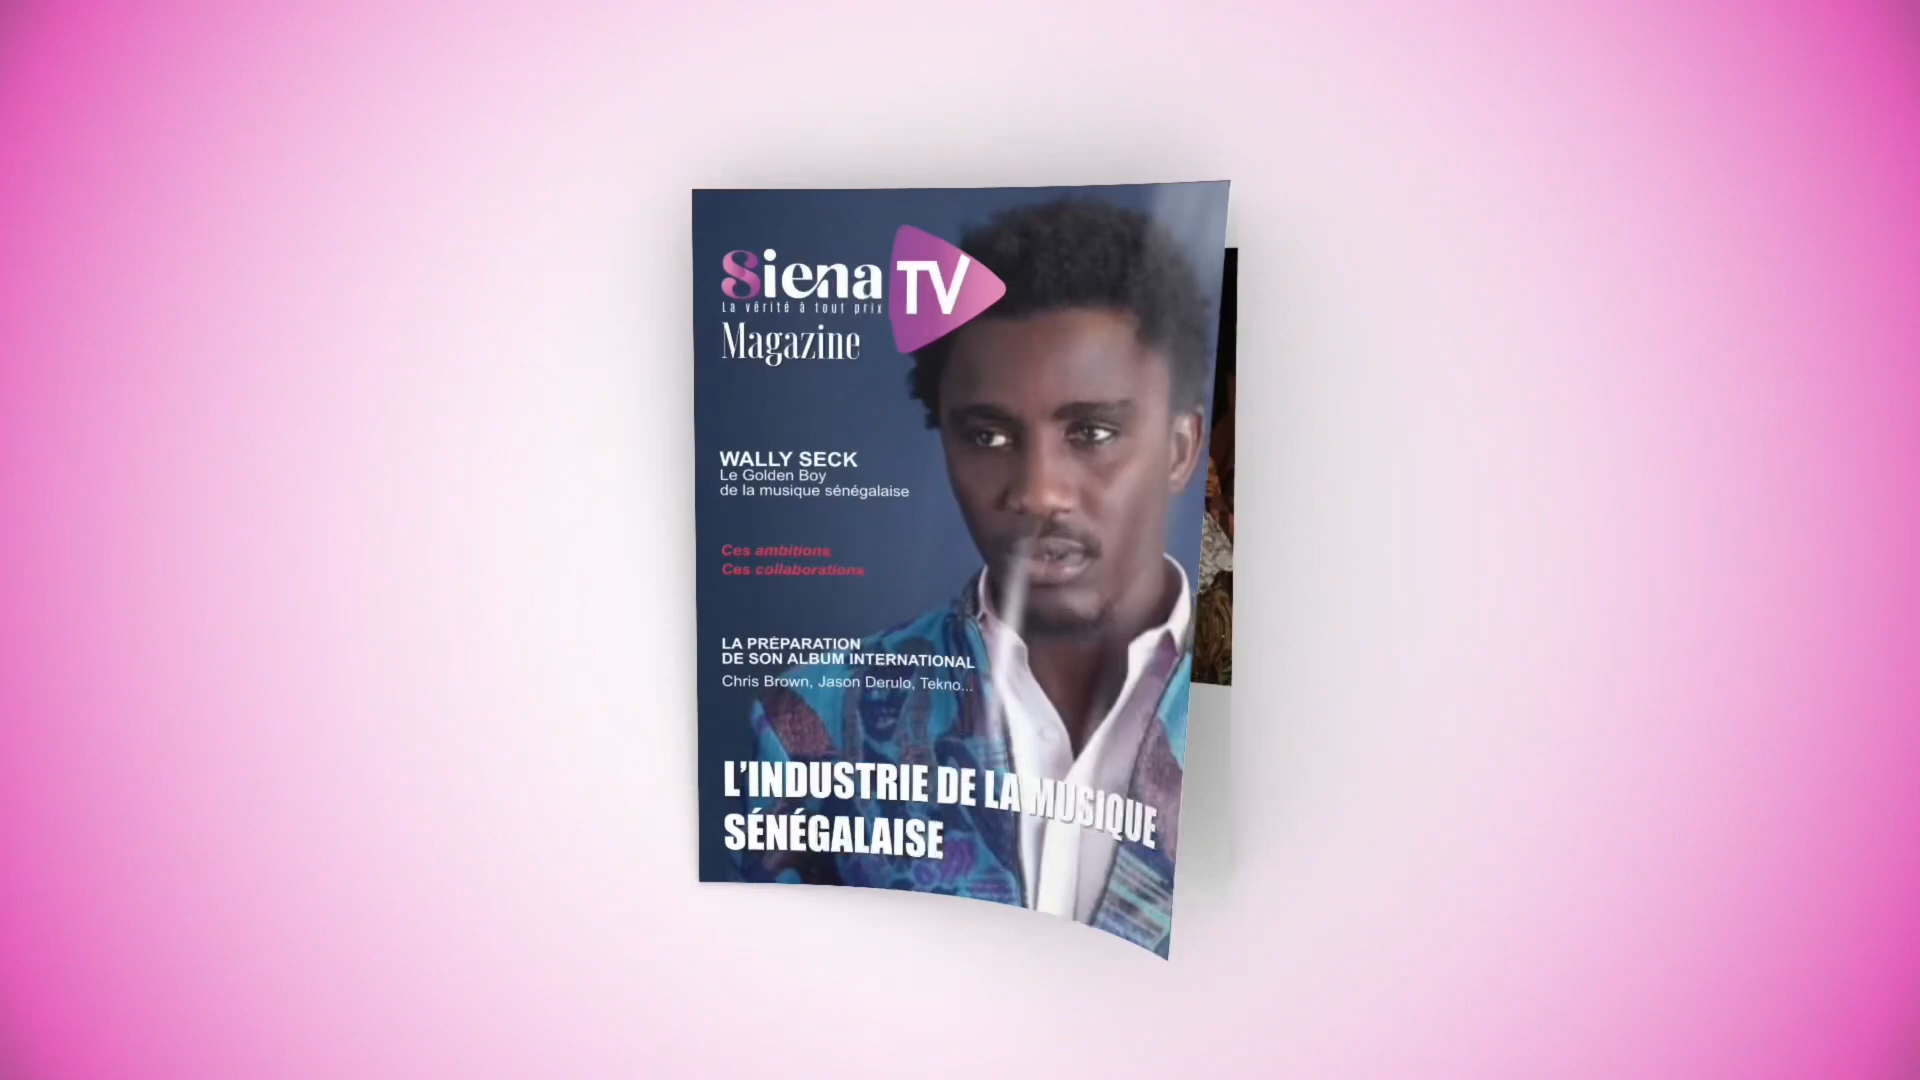 Siena TV
La vérité à tout prix
Magazine
WALLY SECK
Le Golden Boy
de la musique sénégalaise
Ces ambitions
Ces collaborations
LA PRÉPARATION
DE SON ALBUM INTERNATIONAL
Chris Brown, Jason Derulo, Tekno...
L’INDUSTRIE DE LA MUSIQUE
SÉNÉGALAISE